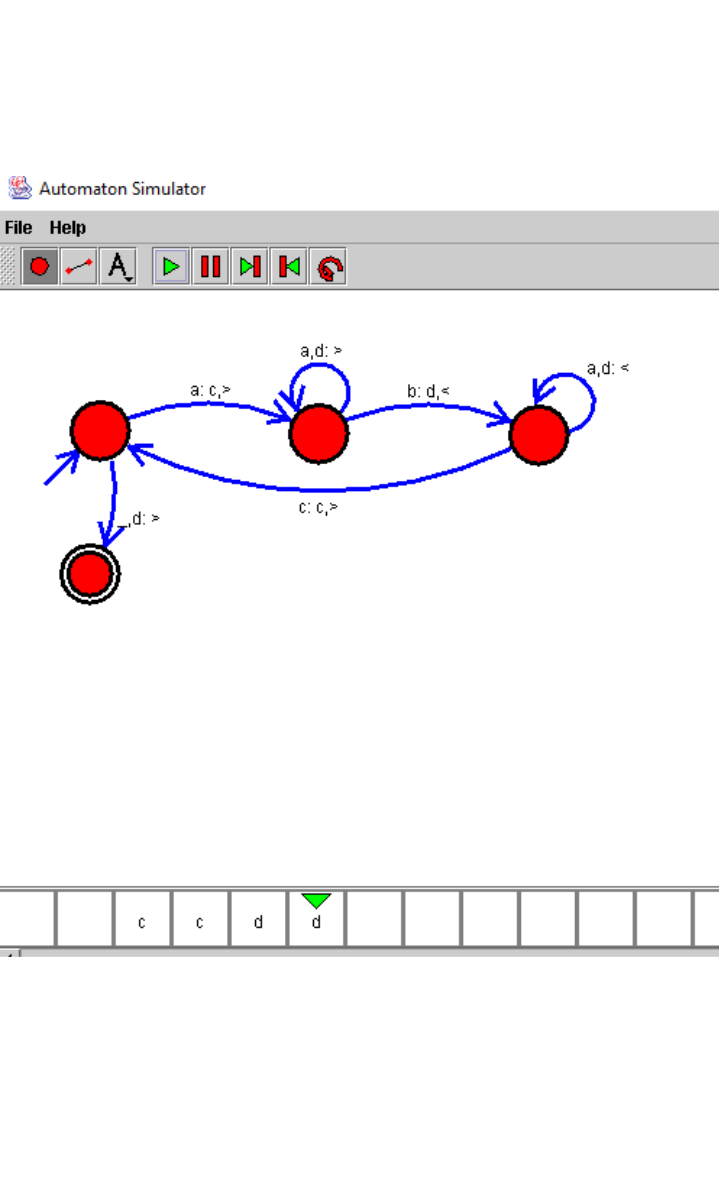 Automaton Simulator
File Help
A
a,d: >
a: c,>
b: d,<
a,d: <
c: c,>
_,d: >
c c d d